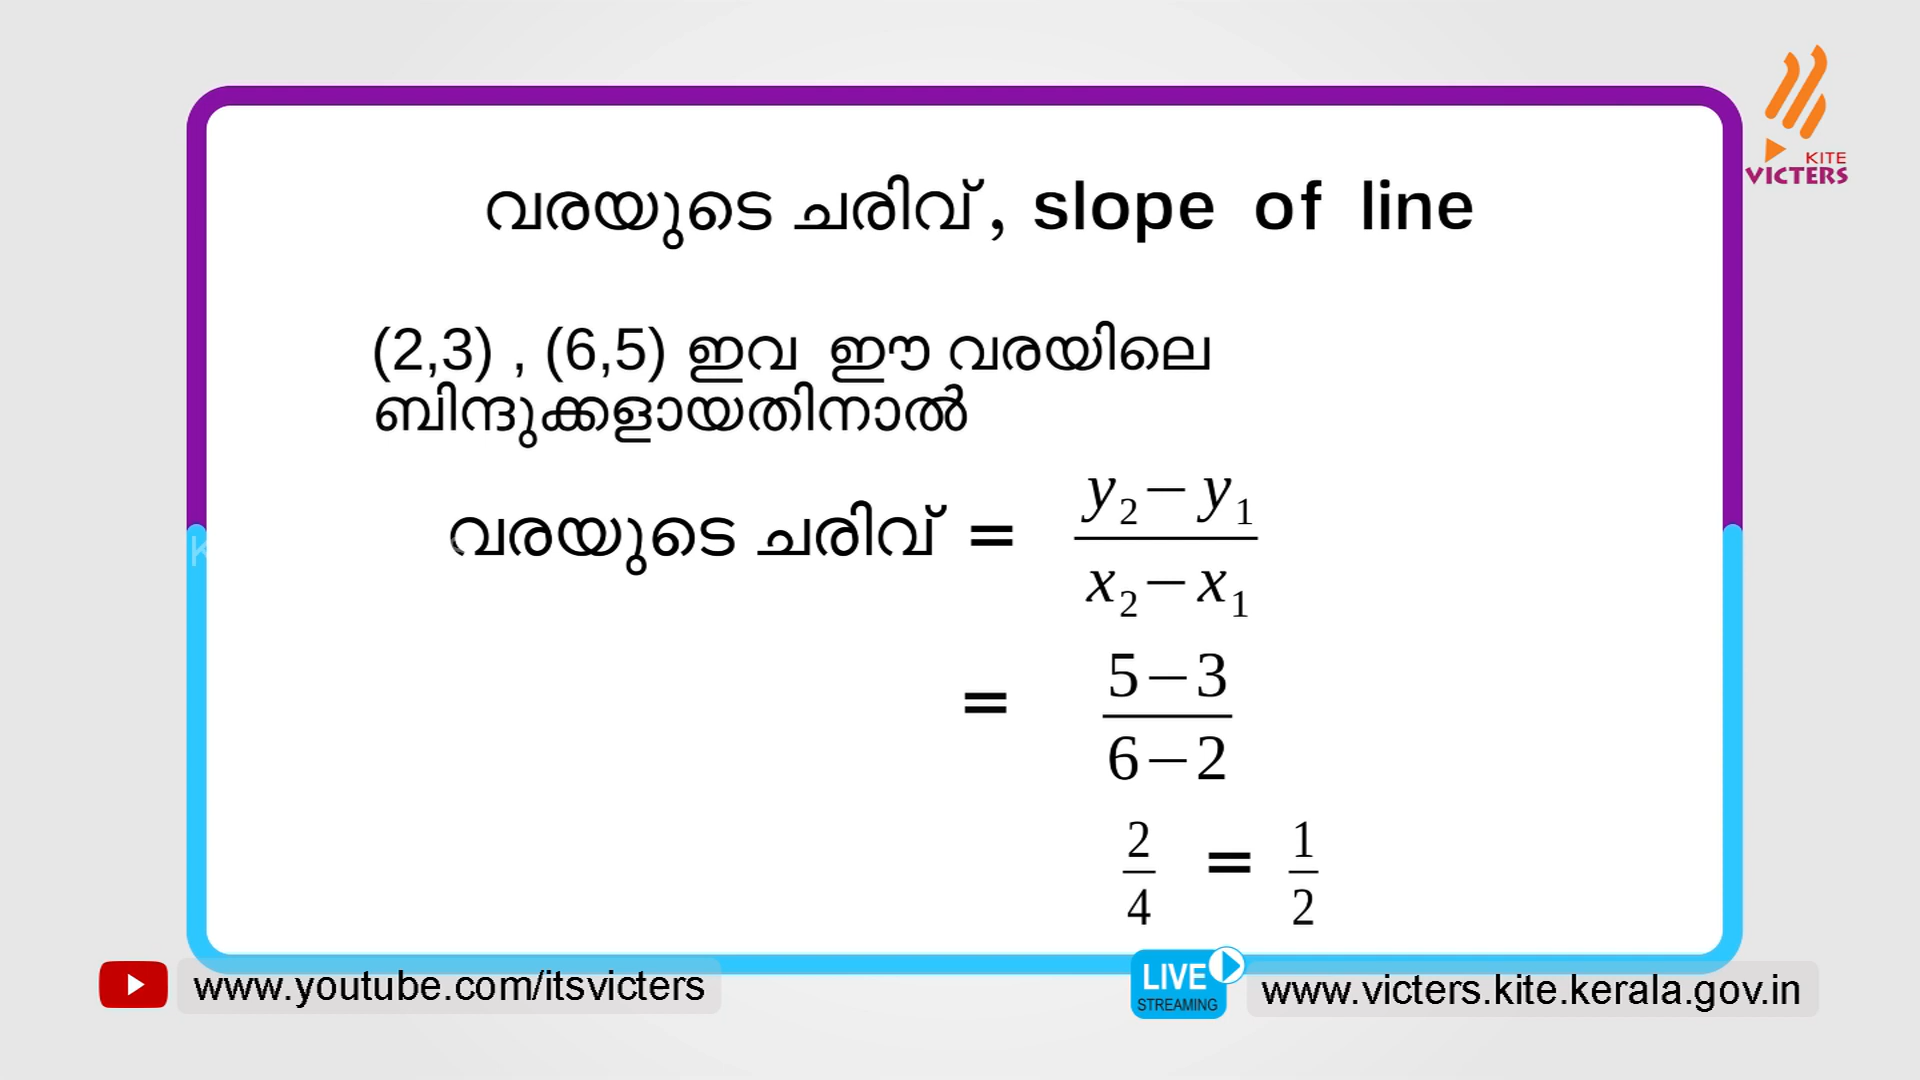 വരയുടെ ചരിവ്, slope of line
(2,3) , (6,5) ഇവ ഈ വരയിലെ
ബിന്ദുക്കളായതിനാൽ
വരയുടെ ചരിവ് = y₂ − y₁ / x₂ − x₁
= 5−3 / 6−2
2/4 = 1/2
KITE
VICTERS
www.youtube.com/itsvicters
LIVE
STREAMING
www.victers.kite.kerala.gov.in